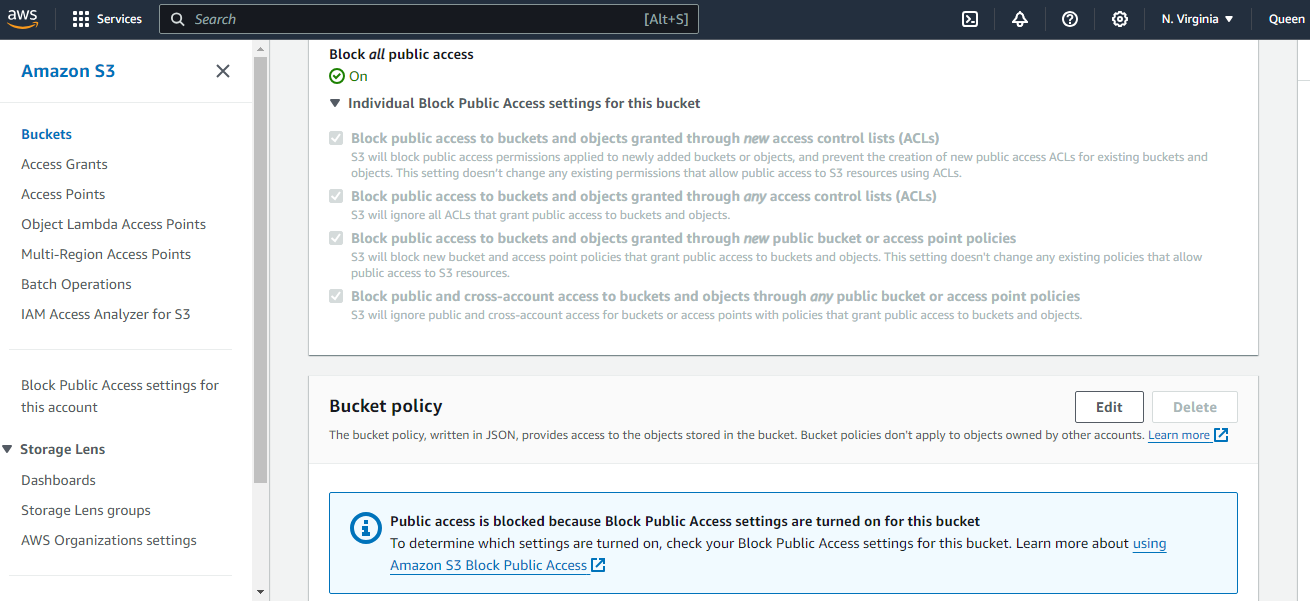 aws Services Search [Alt+S] N. Virginia Queen
Amazon S3
Buckets
Access Grants
Access Points
Object Lambda Access Points
Multi-Region Access Points
Batch Operations
IAM Access Analyzer for S3
Block Public Access settings for
this account
Storage Lens
Dashboards
Storage Lens groups
AWS Organizations settings
Block all public access
On
Individual Block Public Access settings for this bucket
Block public access to buckets and objects granted through new access control lists (ACLs)
S3 will block public access permissions applied to newly added buckets or objects, and prevent the creation of new public access ACLs for existing buckets and
objects. This setting doesn't change any existing permissions that allow public access to S3 resources using ACLs.
Block public access to buckets and objects granted through any access control lists (ACLs)
S3 will ignore all ACLs that grant public access to buckets and objects.
Block public access to buckets and objects granted through new public bucket or access point policies
S3 will block new bucket and access point policies that grant public access to buckets and objects. This setting doesn't change any existing policies that allow
public access to S3 resources.
Block public and cross-account access to buckets and objects through any public bucket or access point policies
S3 will ignore public and cross-account access for buckets or access points with policies that grant public access to buckets and objects.
Bucket policy
Edit Delete
The bucket policy, written in JSON, provides access to the objects stored in the bucket. Bucket policies don't apply to objects owned by other accounts. Learn more
Public access is blocked because Block Public Access settings are turned on for this bucket
To determine which settings are turned on, check your Block Public Access settings for this bucket. Learn more about using
Amazon S3 Block Public Access